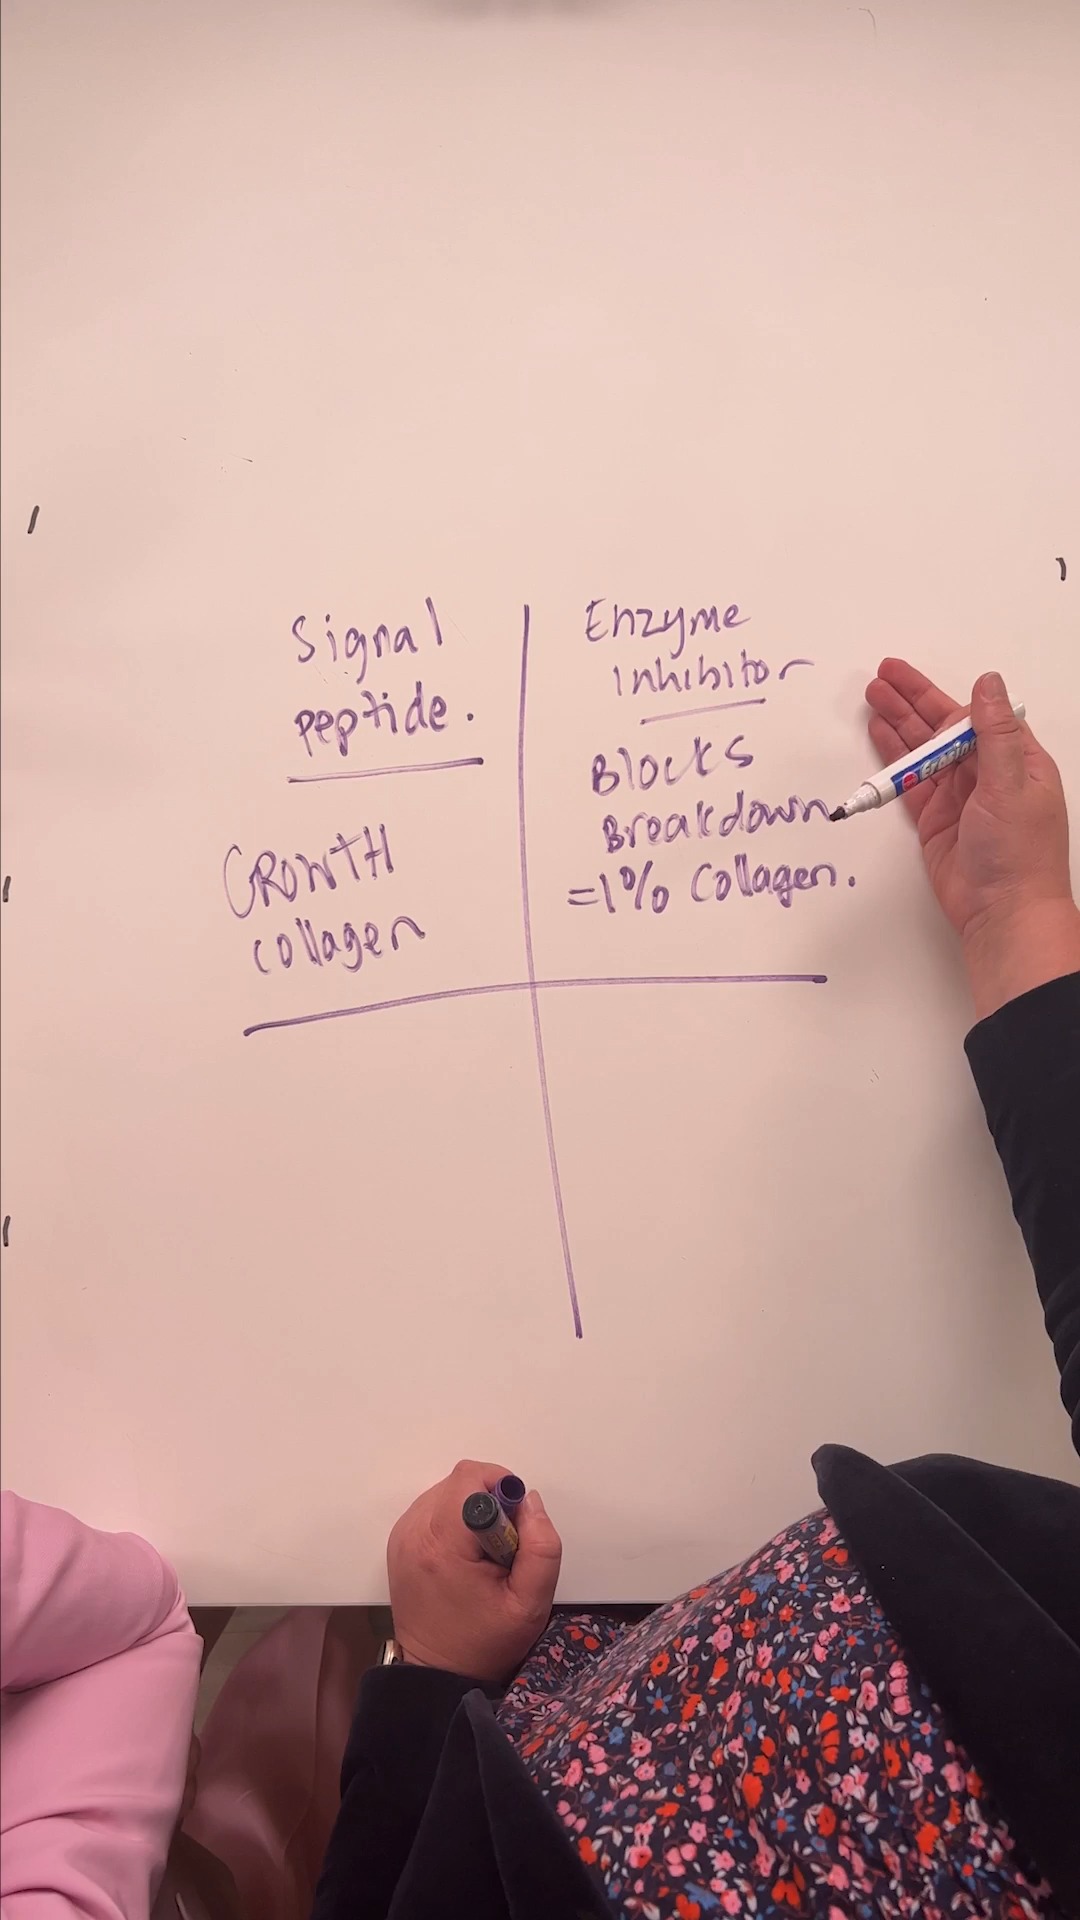 Signal
peptide.
GROWTH
collagen
Enzyme
inhibitor
Blocks
Breakdown
=1% Collagen.